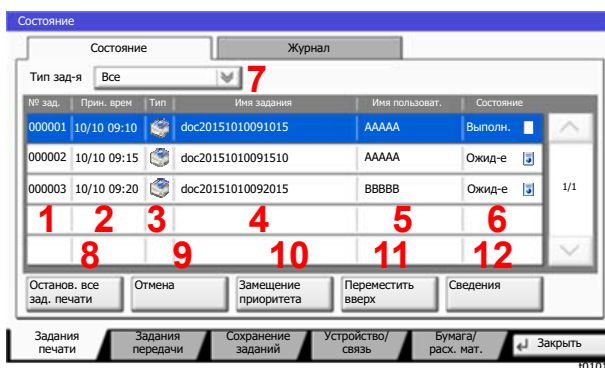 Состояние
Состояние Журнал
Тип зад-я Все 7
№ зад. Прин. врем Тип Имя задания Имя пользоват. Состояние
000001 10/10 09:10 doc20151010091015 AAAAA Выполн.
000002 10/10 09:15 doc20151010091510 AAAAA Ожид-е
000003 10/10 09:20 doc20151010092015 BBBBB Ожид-е 1/1
1 2 3 4 5 6
8 9 10 11 12
Останов. все Отмена Замещение Переместить Сведения
зад. печати приоритета вверх
Задания Задания Сохранение Устройство/ Бумага/
печати передачи заданий связь расх. мат. Закрыть